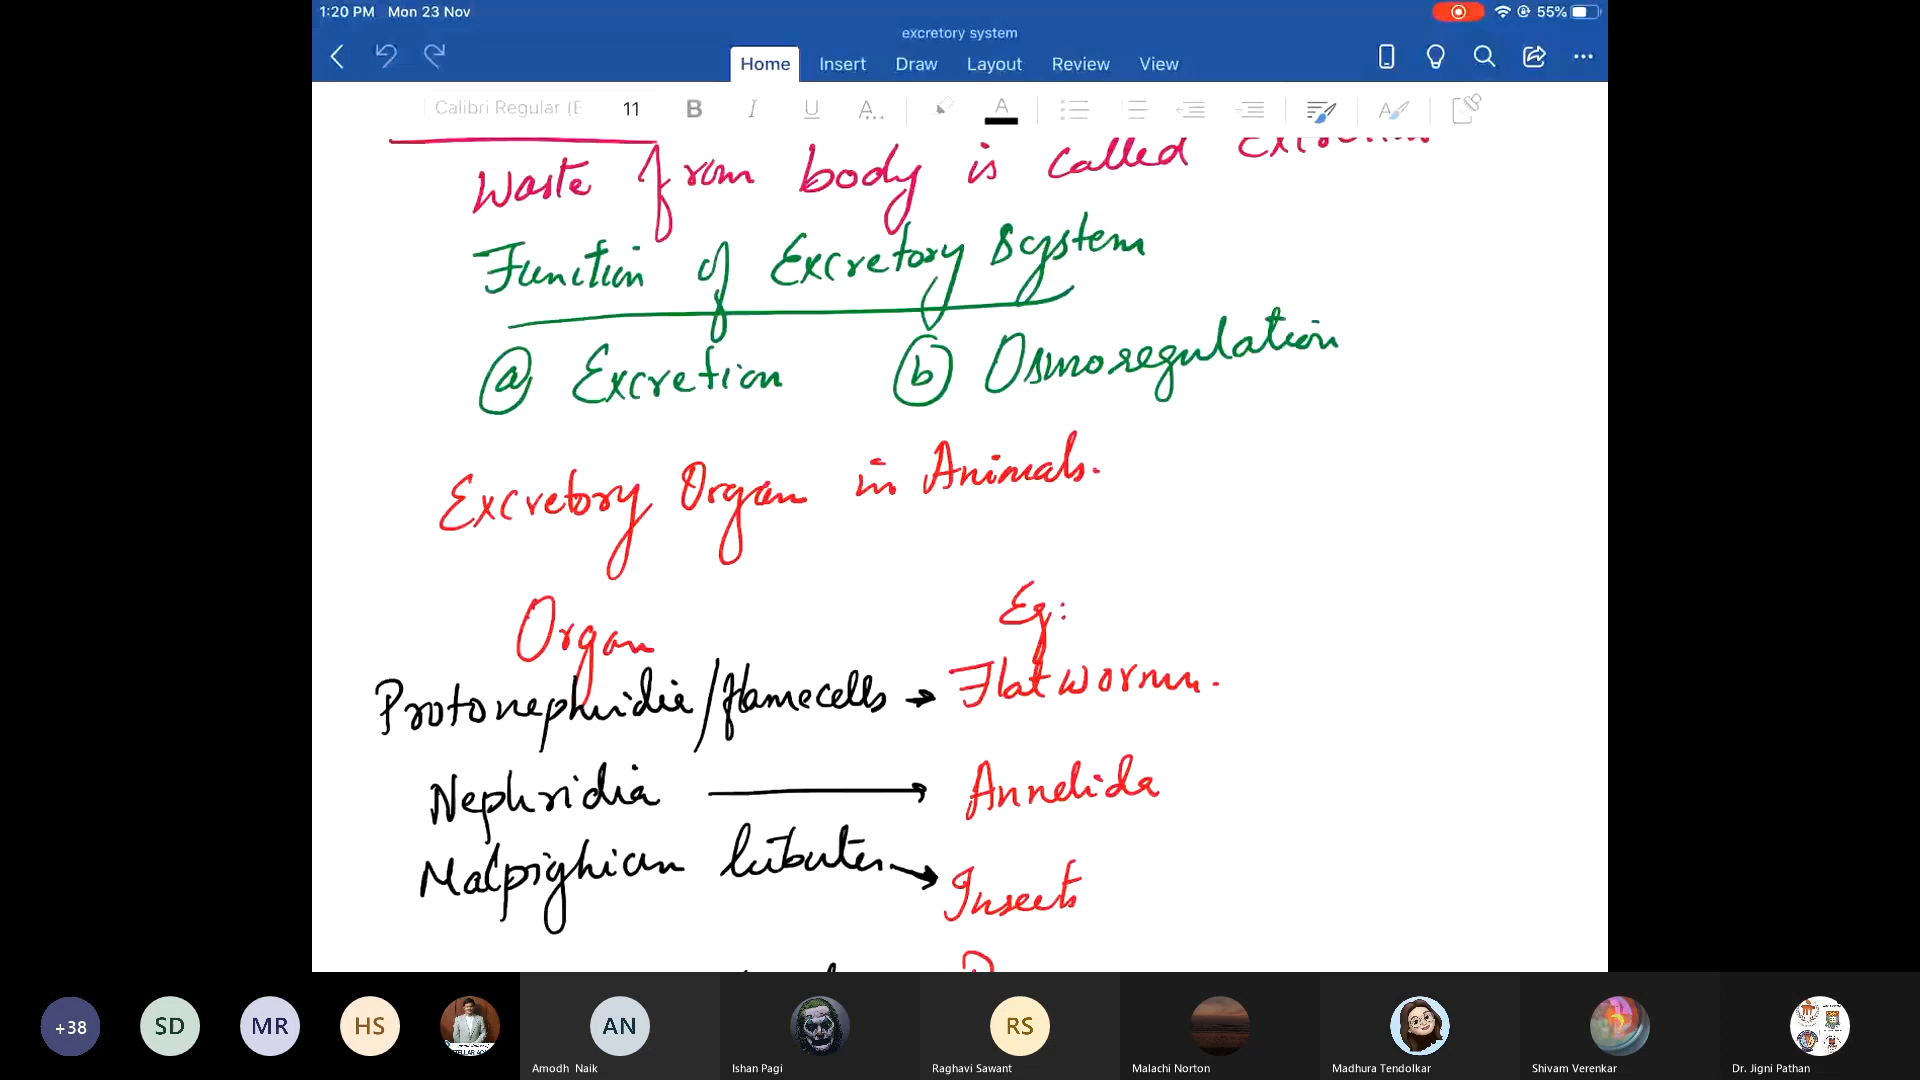 1:20 PM Mon 23 Nov
55%
excretory system
Home Insert Draw Layout Review View
Calibri Regular (E 11 B I U A... A
Waste from body is called
Function of Excretory System
a Excretion b Osmoregulation
Excretory Organ in Animals.
Organ Eg:
Protonephridia/flamecells → Flatworm.
Nephridia → Annelida
Malpighian tubules → Insects
+38 SD MR HS AN RS
Amodh Naik Ishan Pagi Raghavi Sawant Malachi Norton Madhura Tendolkar Shivam Verenkar Dr. Jigni Pathan